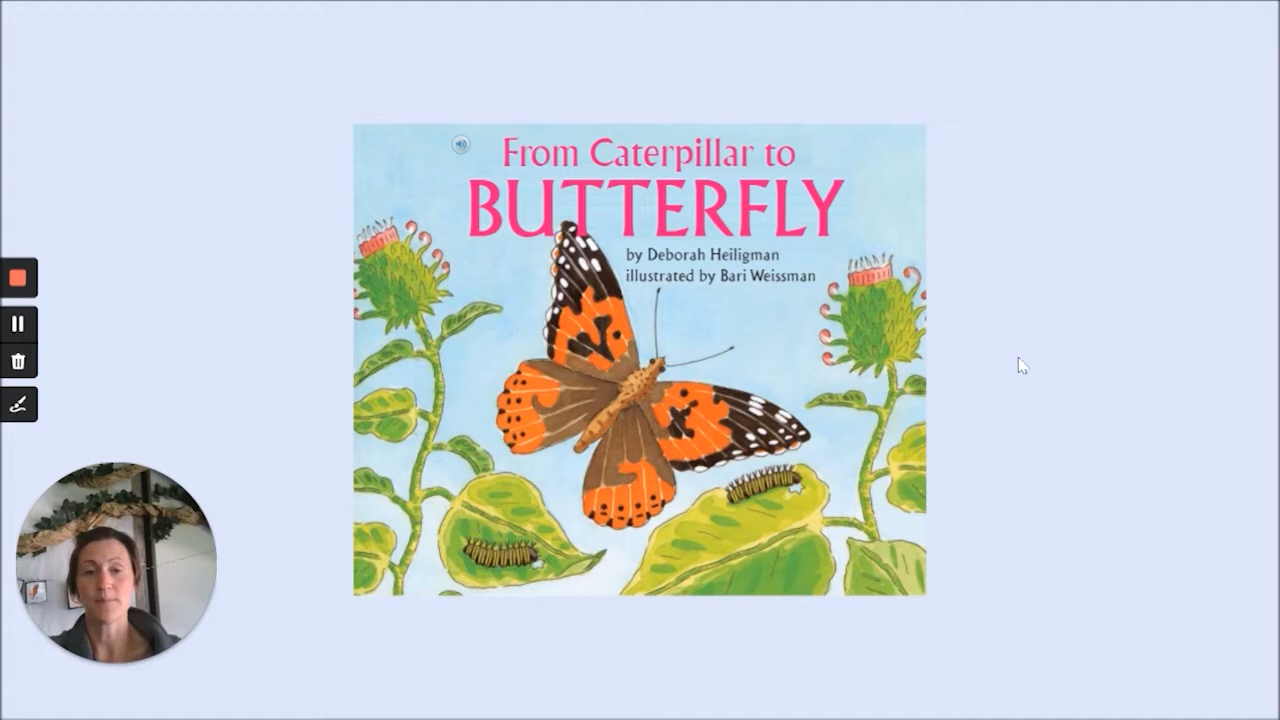 From Caterpillar to
BUTTERFLY
by Deborah Heiligman
illustrated by Bari Weissman